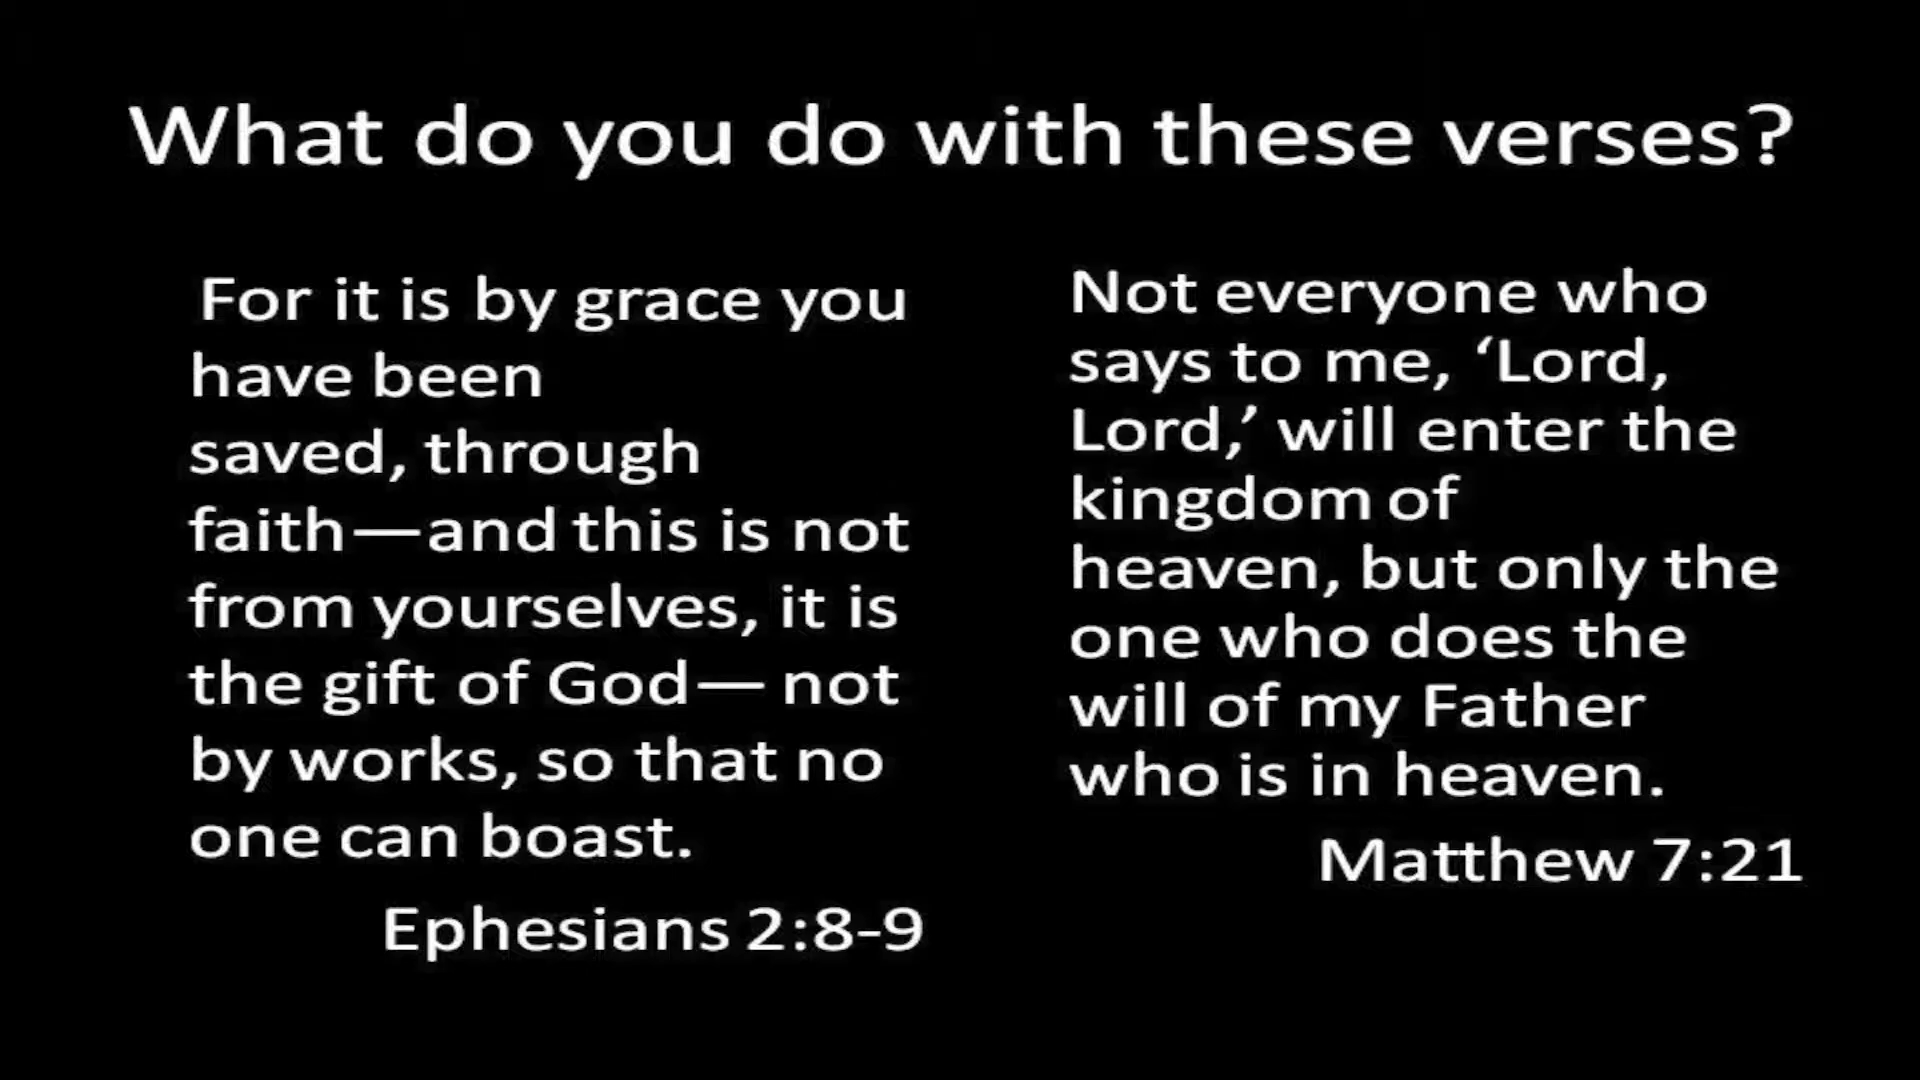 What do you do with these verses?
For it is by grace you
have been
saved, through
faith—and this is not
from yourselves, it is
the gift of God— not
by works, so that no
one can boast.
Ephesians 2:8-9
Not everyone who
says to me, ‘Lord,
Lord,’ will enter the
kingdom of
heaven, but only the
one who does the
will of my Father
who is in heaven.
Matthew 7:21